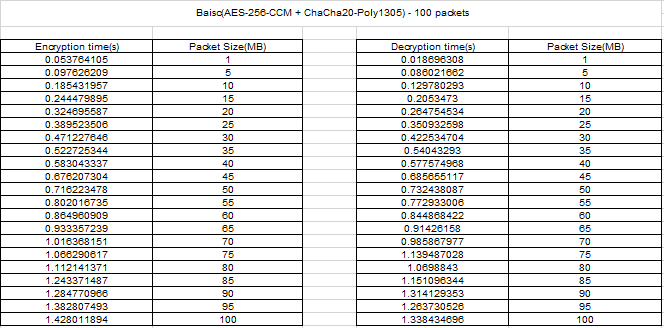 Baisc(AES-256-CCM + ChaCha20-Poly1305) - 100 packets
Encryption time(s) Packet Size(MB) Decryption time(s) Packet Size(MB)
0.053764105 1 0.018696308 1
0.097626209 5 0.086021662 5
0.185431957 10 0.129780293 10
0.244479895 15 0.2053473 15
0.324695587 20 0.264754534 20
0.389523506 25 0.350932598 25
0.471227646 30 0.422534704 30
0.522725344 35 0.54043293 35
0.583043337 40 0.577574968 40
0.676207304 45 0.685655117 45
0.716223478 50 0.732438087 50
0.802016735 55 0.772933006 55
0.864960909 60 0.844868422 60
0.933357239 65 0.91426158 65
1.016368151 70 0.985867977 70
1.066290617 75 1.139487028 75
1.112141371 80 1.0698843 80
1.243371487 85 1.151096344 85
1.284770966 90 1.314129353 90
1.382807493 95 1.263730526 95
1.428011894 100 1.338434696 100